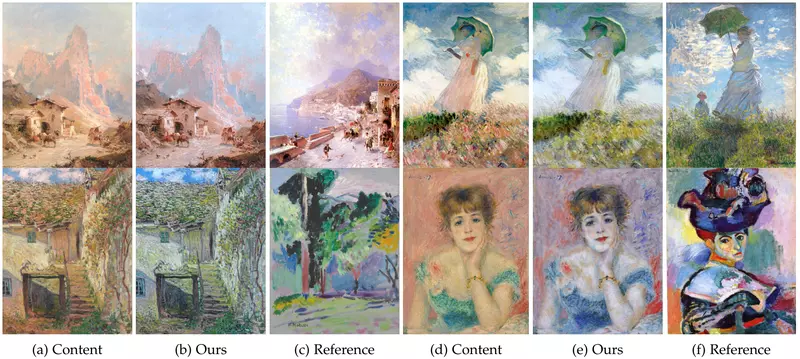 (a) Content
(b) Ours
(c) Reference
(d) Content
(e) Ours
(f) Reference